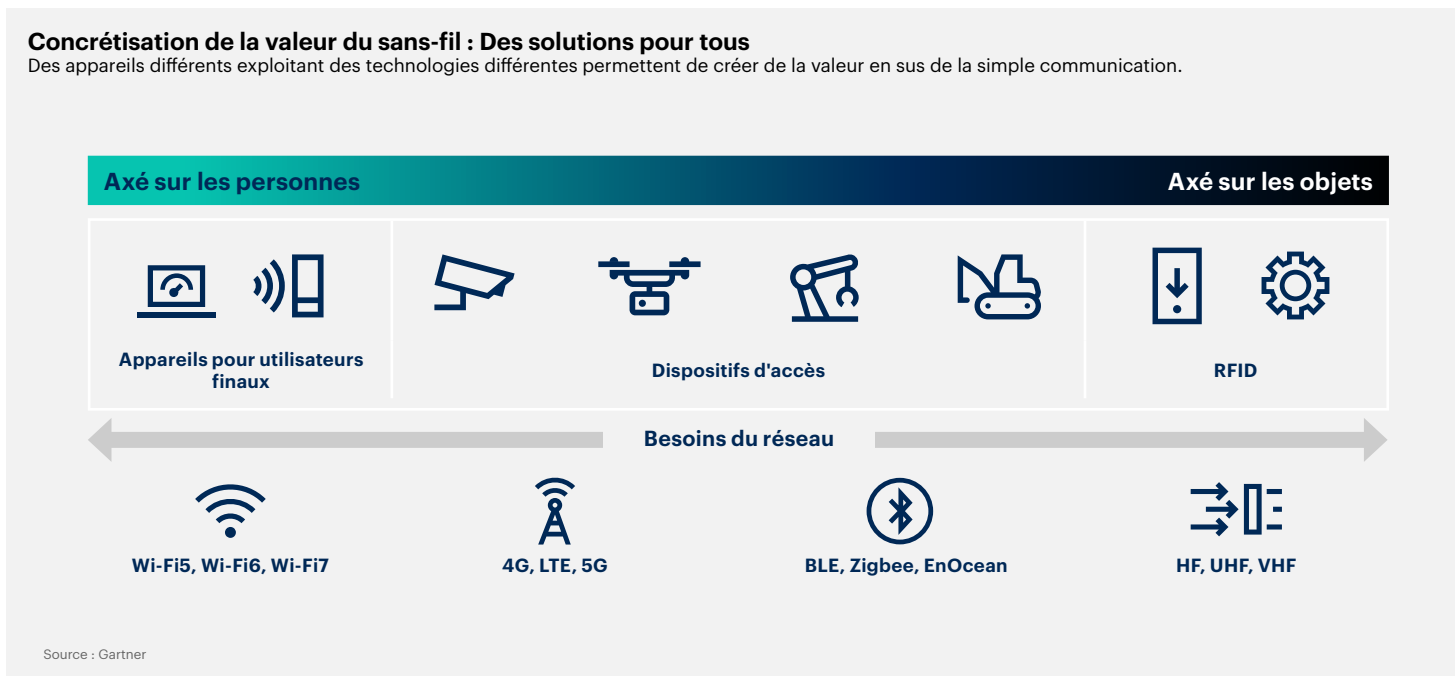 Concrétisation de la valeur du sans-fil : Des solutions pour tous
Des appareils différents exploitant des technologies différentes permettent de créer de la valeur en sus de la simple communication.
Axé sur les personnes
Axé sur les objets
Appareils pour utilisateurs
finaux
Dispositifs d'accès
RFID
Besoins du réseau
Wi-Fi5, Wi-Fi6, Wi-Fi7
4G, LTE, 5G
BLE, Zigbee, EnOcean
HF, UHF, VHF
Source : Gartner